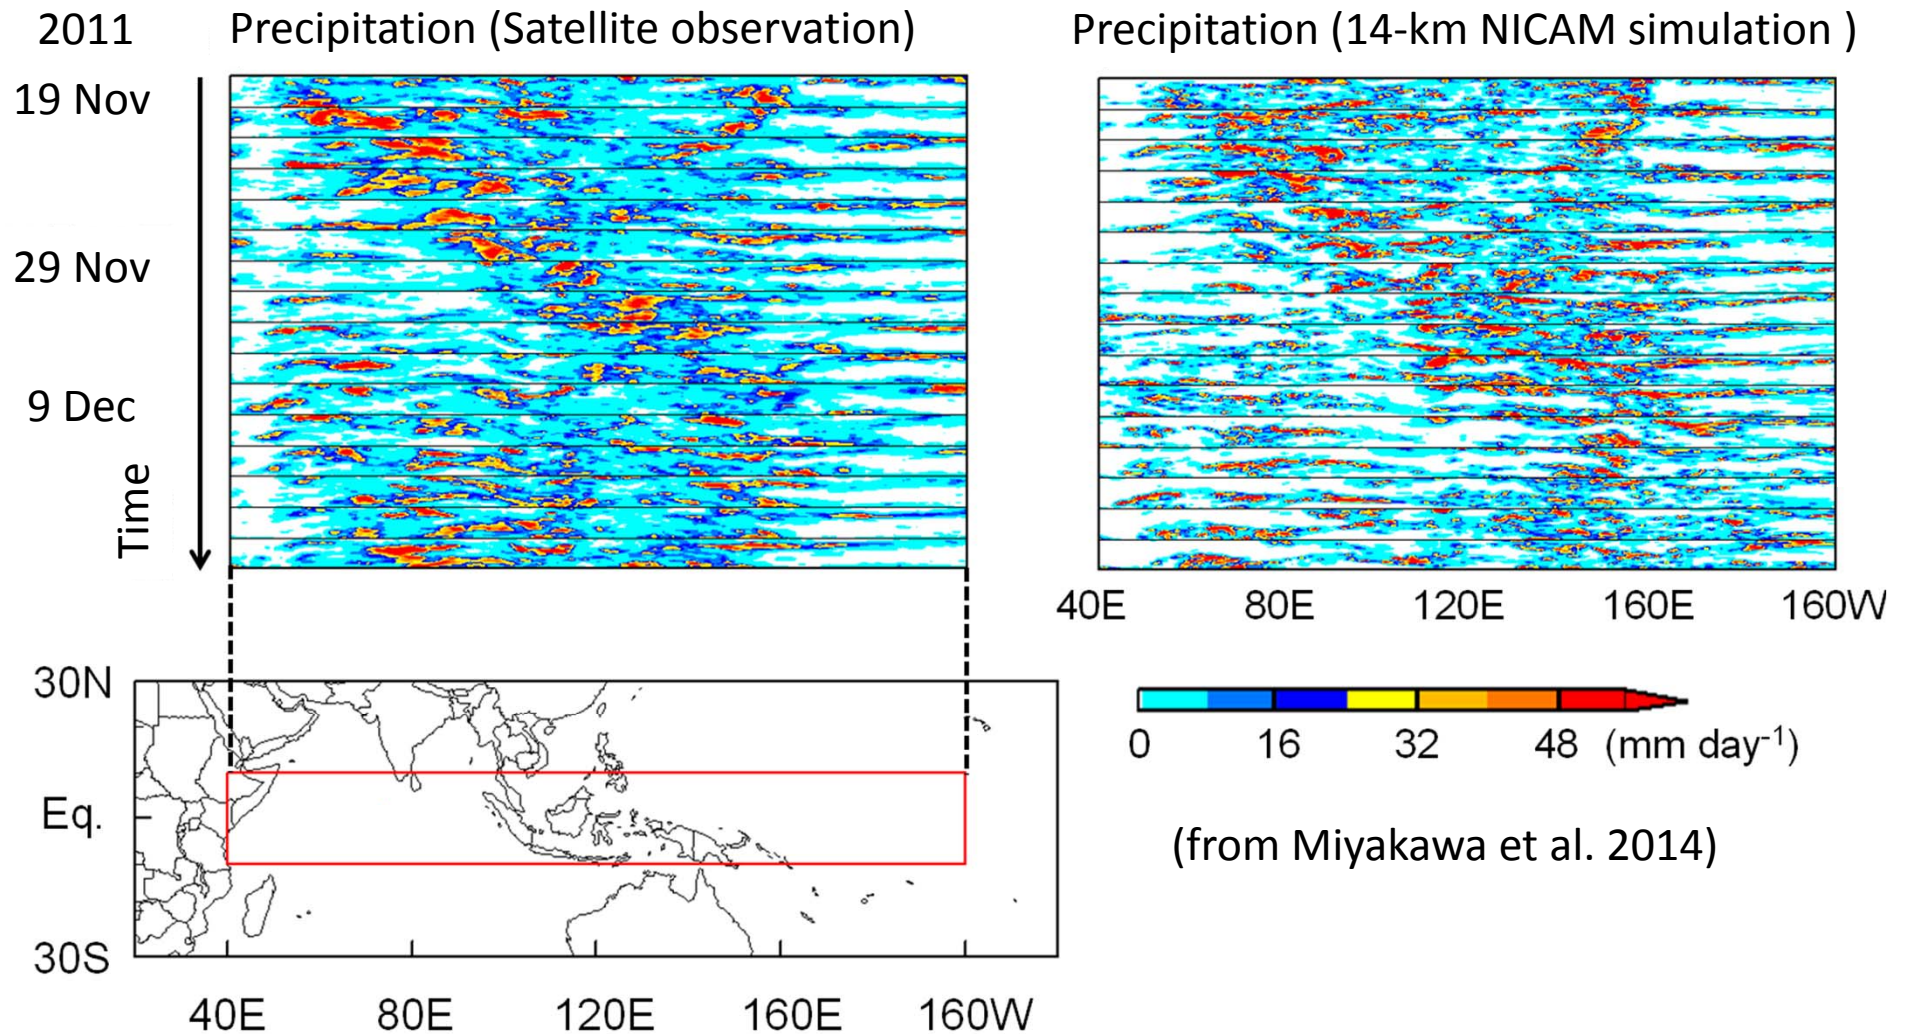 2011
Precipitation (Satellite observation)
Precipitation (14-km NICAM simulation )
19 Nov
29 Nov
9 Dec
Time
40E 80E 120E 160E 160W
30N
Eq.
30S
40E 80E 120E 160E 160W
0 16 32 48 (mm day⁻¹)
(from Miyakawa et al. 2014)